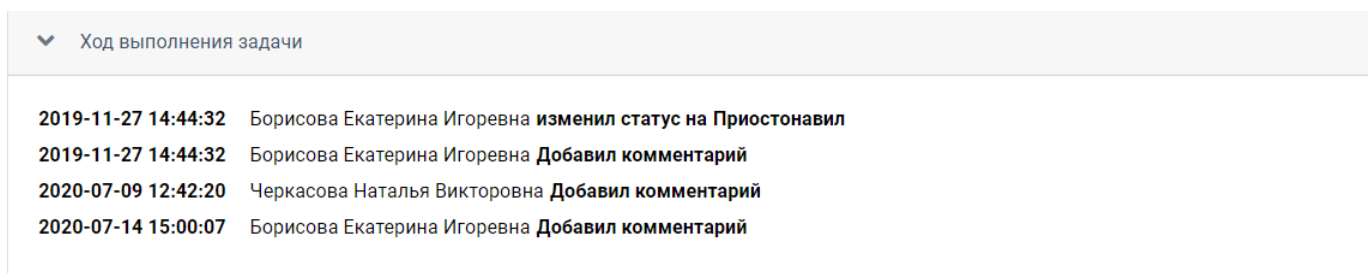 Ход выполнения задачи
2019-11-27 14:44:32 Борисова Екатерина Игоревна изменил статус на Приостонавил
2019-11-27 14:44:32 Борисова Екатерина Игоревна Добавил комментарий
2020-07-09 12:42:20 Черкасова Наталья Викторовна Добавил комментарий
2020-07-14 15:00:07 Борисова Екатерина Игоревна Добавил комментарий